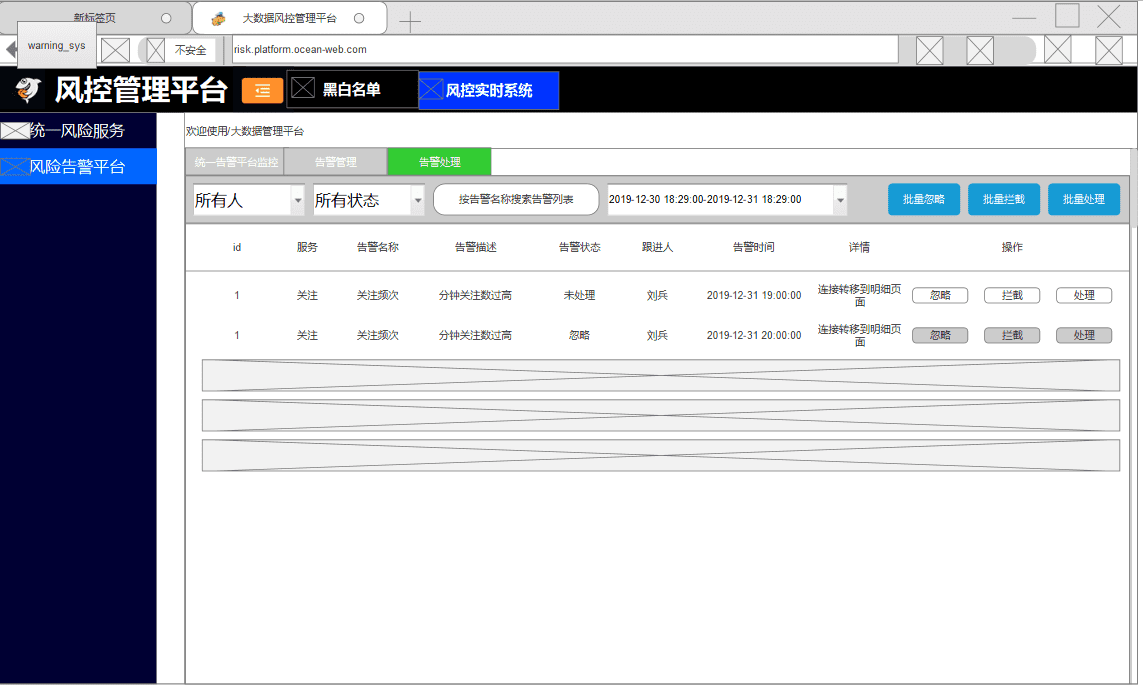 新标签页
大数据风控管理平台
warning_sys
不安全
risk.platform.ocean-web.com
风控管理平台
黑白名单
风控实时系统
统一风险服务
风险告警平台
欢迎使用/大数据管理平台
统一告警平台监控 告警管理 告警处理
所有人 所有状态 按告警名称搜素告警列表 2019-12-30 18:29:00-2019-12-31 18:29:00 批量忽略 批量拦截 批量处理
id 服务 告警名称 告警描述 告警状态 跟进人 告警时间 详情 操作
1 关注 关注频次 分钟关注数过高 未处理 刘兵 2019-12-31 19:00:00 连接转移到明细页面 忽略 拦截 处理
1 关注 关注频次 分钟关注数过高 忽略 刘兵 2019-12-31 20:00:00 连接转移到明细页面 忽略 拦截 处理